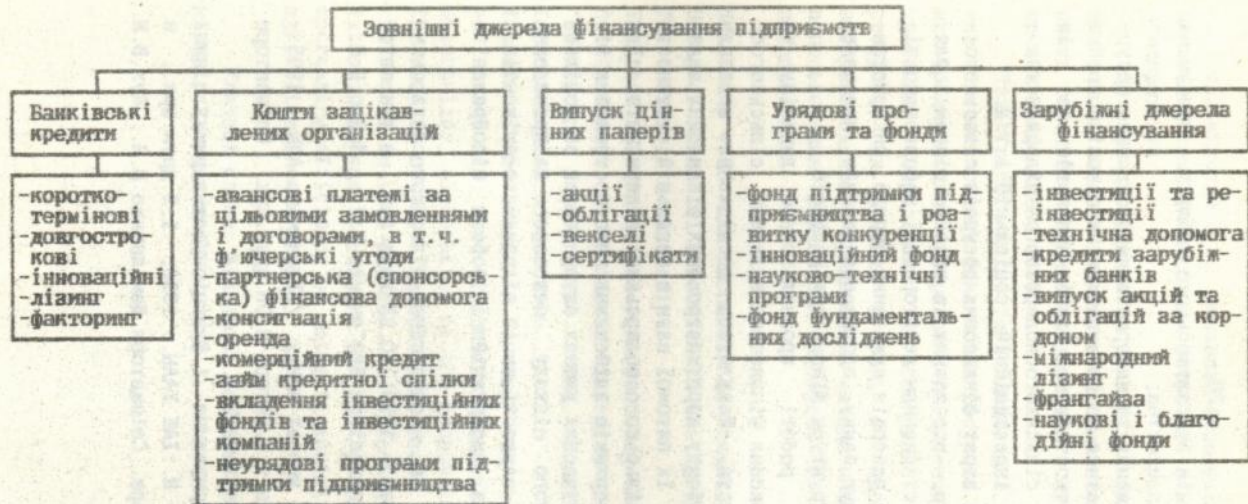 Зовнішні джерела фінансування підприємств
Банківські
кредити
-коротко-
термінові
-довгостро-
кові
-інноваційні
-лізинг
-факторинг
Кошти зацікав-
лених організацій
-авансові платежі за
цільовими замовленнями
і договорами, в т.ч.
ф'ючерські угоди
-партнерська (спонсорсь-
ка) фінансова допомога
-консигнація
-оренда
-комерційний кредит
-займ кредитної спілки
-вкладення інвестиційних
фондів та інвестиційних
компаній
-неурядові програми під-
тримки підприємництва
Випуск цін-
них паперів
-акції
-облігації
-векселі
-сертифікати
Урядові про-
грами та фонди
-фонд підтримки під-
приємництва і роз-
витку конкуренції
-інноваційний фонд
-науково-технічні
програми
-фонд фундаменталь-
них досліджень
Зарубіжні джерела
фінансування
-інвестиції та ре-
інвестиції
-технічна допомога
-кредити зарубіж-
них банків
-випуск акцій та
облігацій за кор-
доном
-міжнародний
лізинг
-франгайза
-наукові і благо-
дійні фонди